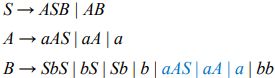 S → ASB | AB
A → aAS | aA | a
B → SbS | bS | Sb | b | aAS | aA | a | bb